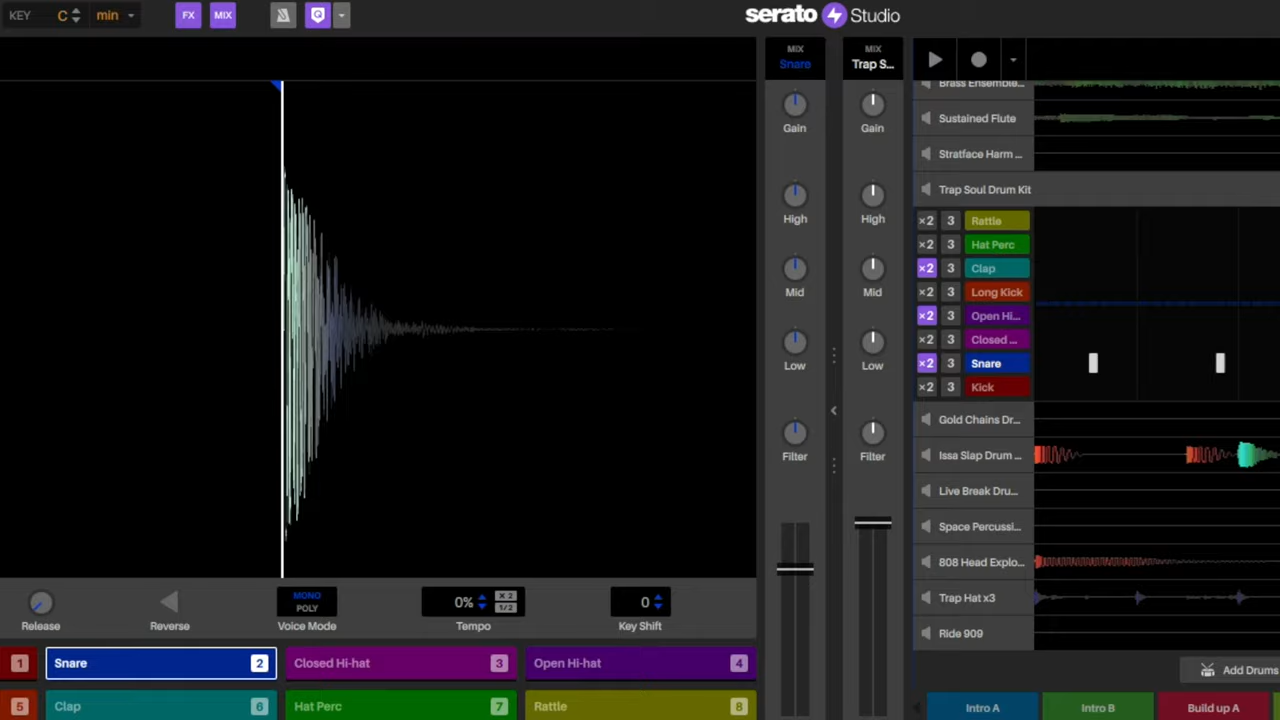 KEY C min FX MIX Q serato Studio
MIX
Snare
Gain
High
Mid
Low
Filter
MIX
Trap S...
Gain
High
Mid
Low
Filter
Brass Ensemble...
Sustained Flute
Stratface Harm ...
Trap Soul Drum Kit
×2 3 Rattle
×2 3 Hat Perc
×2 3 Clap
×2 3 Long Kick
×2 3 Open Hi...
×2 3 Closed ...
×2 3 Snare
×2 3 Kick
Gold Chains Dr...
Issa Slap Drum ...
Live Break Dru...
Space Percussi...
808 Head Explo...
Trap Hat x3
Ride 909
Add Drums
Intro A Intro B Build up A
Release
Reverse
MONO
POLY
Voice Mode
0% x 2
1/2
Tempo
0
Key Shift
1 Snare 2 Closed Hi-hat 3 Open Hi-hat 4
5 Clap 6 Hat Perc 7 Rattle 8